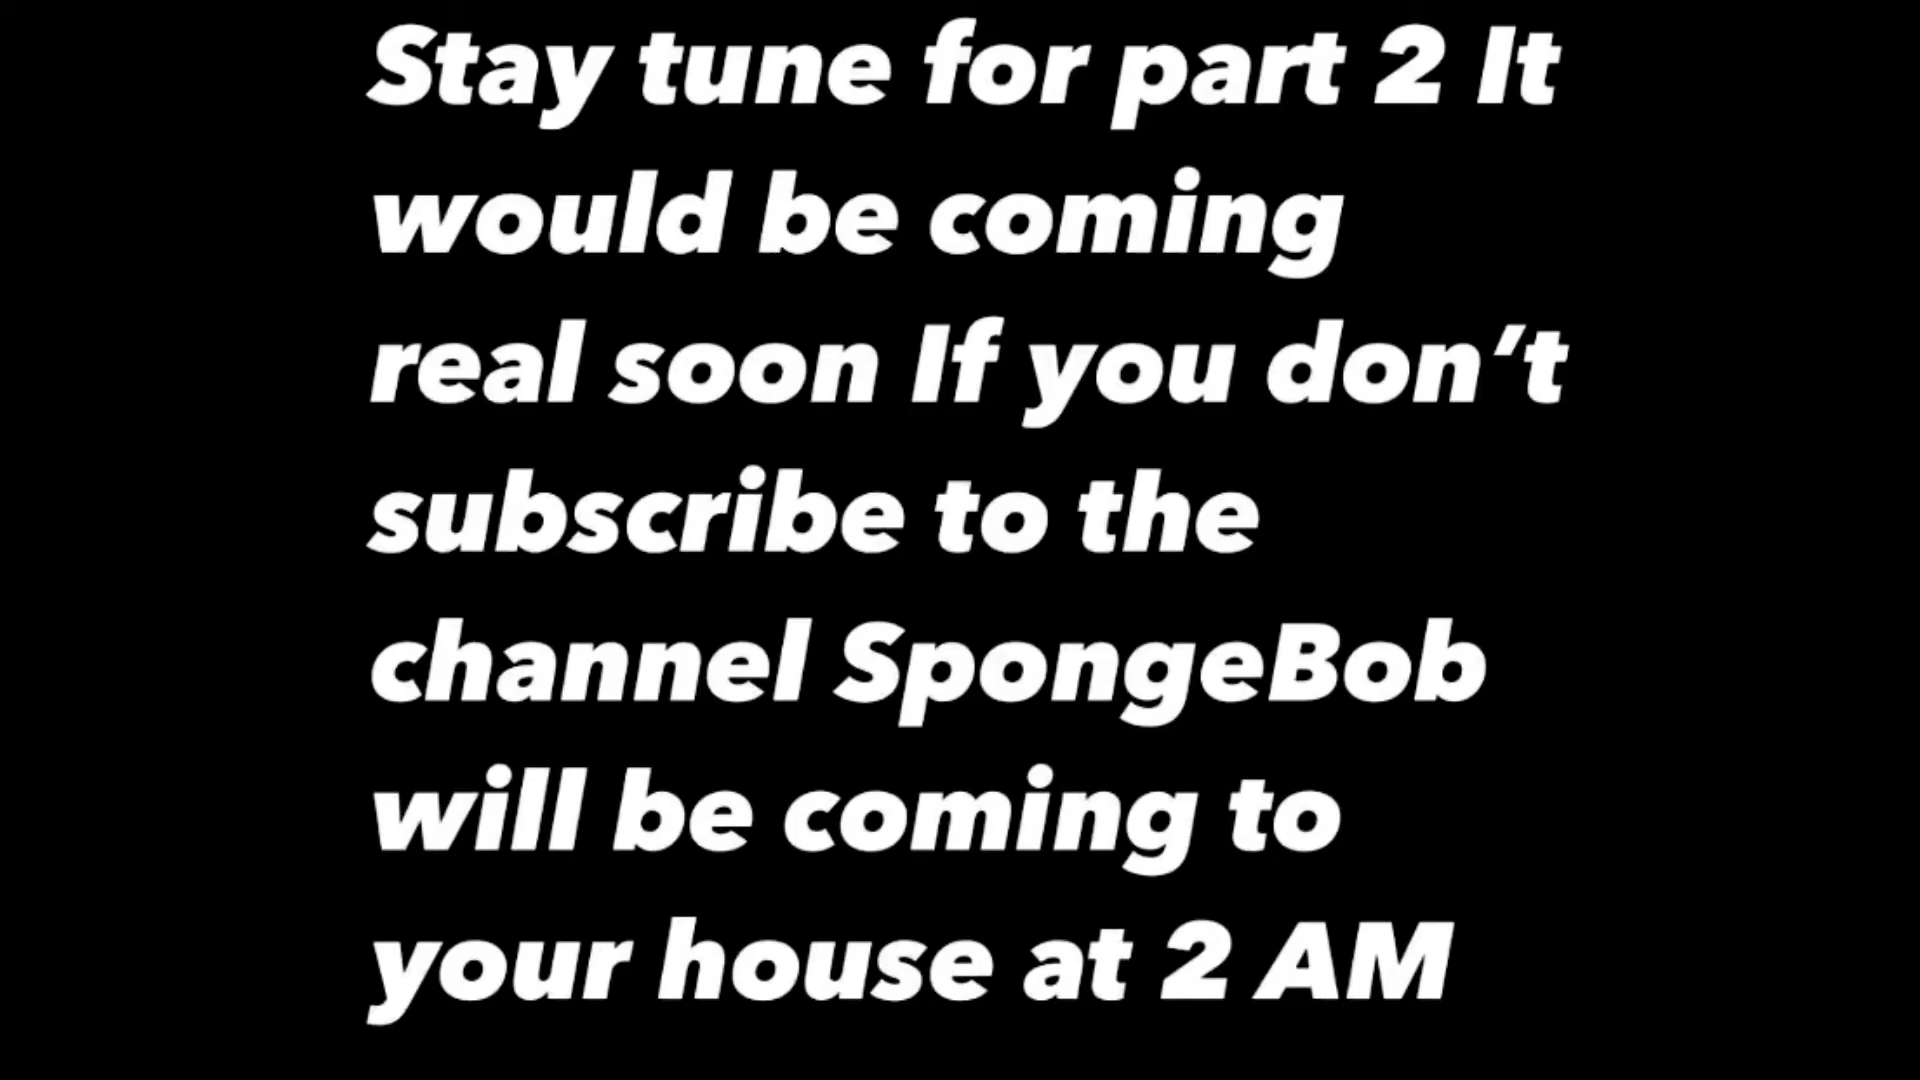 Stay tune for part 2 It
would be coming
real soon If you don’t
subscribe to the
channel SpongeBob
will be coming to
your house at 2 AM